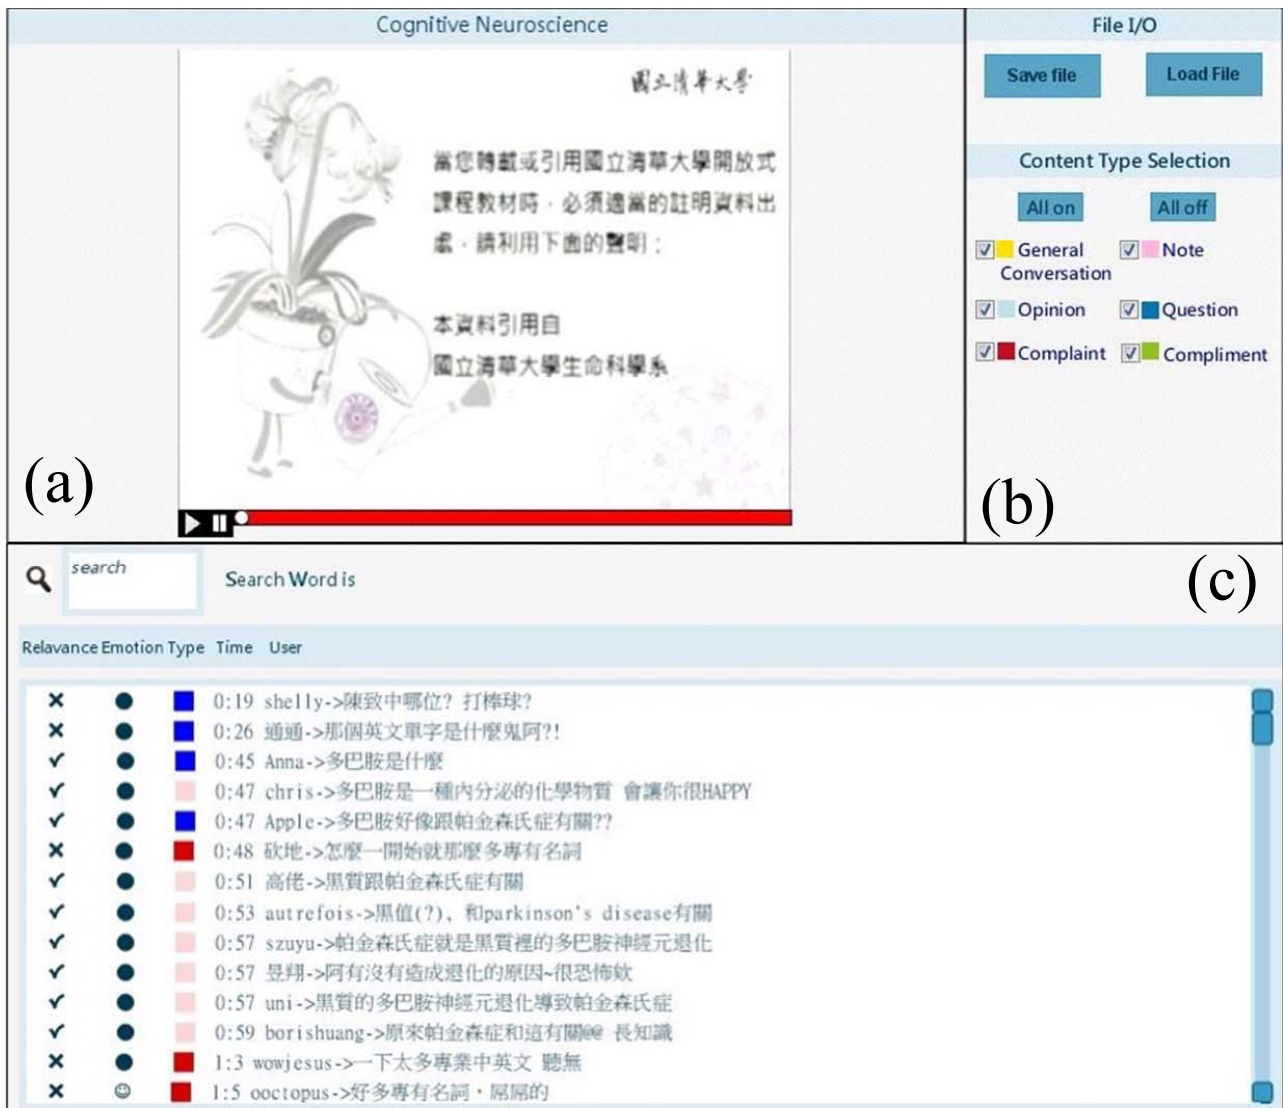 Cognitive Neuroscience
國立清華大學
當您轉載或引用國立清華大學開放式
課程教材時，必須適當的註明資料出
處，請利用下面的聲明：
本資料引用自
國立清華大學生命科學系
(a)
File I/O
Save file Load File
Content Type Selection
All on All off
General Conversation Note
Opinion Question
Complaint Compliment
(b)
search
Search Word is
(c)
Relavance Emotion Type Time User
0:19 shelly->陳致中哪位? 打棒球?
0:26 通通->那個英文單字是什麼鬼阿?!
0:45 Anna->多巴胺是什麼
0:47 chris->多巴胺是一種內分泌的化學物質 會讓你很HAPPY
0:47 Apple->多巴胺好像跟帕金森氏症有關??
0:48 砍地->怎麼一開始就那麼多專有名詞
0:51 高佬->黑質跟帕金森氏症有關
0:53 autrefois->黑值(?), 和parkinson's disease有關
0:57 szuyu->帕金森氏症就是黑質裡的多巴胺神經元退化
0:57 昱翔->阿有沒有造成退化的原因~很恐怖欸
0:57 uni->黑質的多巴胺神經元退化導致帕金森氏症
0:59 borishuang->原來帕金森症和這有關@@ 長知識
1:3 wowjesus->一下太多專業中英文 聽無
1:5 ooctopus->好多專有名詞，屌屌的